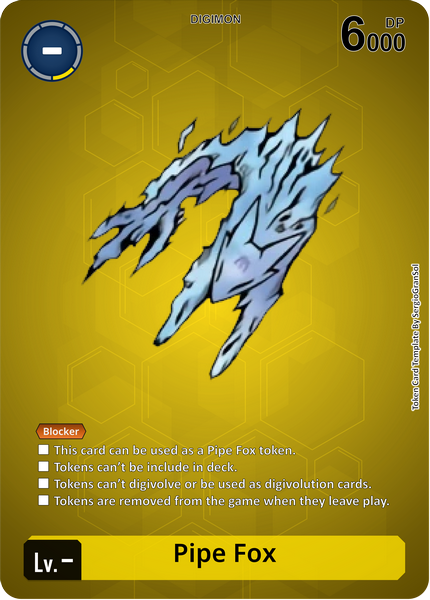 DIGIMON
DP
6000
-
Token Card Template By SergioGranSol
Blocker
This card can be used as a Pipe Fox token.
Tokens can't be include in deck.
Tokens can't digivolve or be used as digivolution cards.
Tokens are removed from the game when they leave play.
Lv.-
Pipe Fox